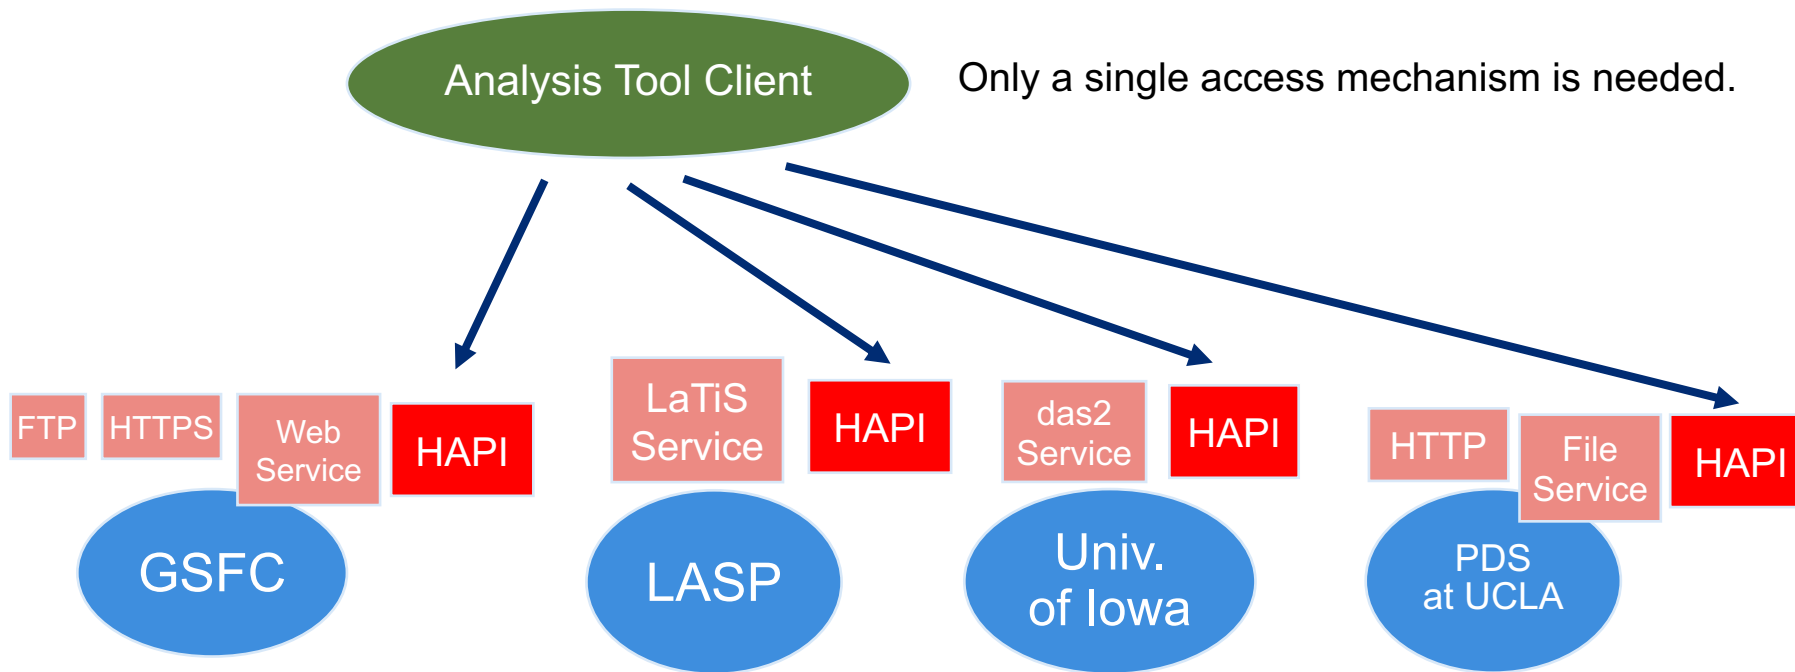 Analysis Tool Client
Only a single access mechanism is needed.
FTP
HTTPS
Web
Service
HAPI
LaTiS
Service
HAPI
das2
Service
HAPI
HTTP
File
Service
HAPI
GSFC
LASP
Univ.
of Iowa
PDS
at UCLA